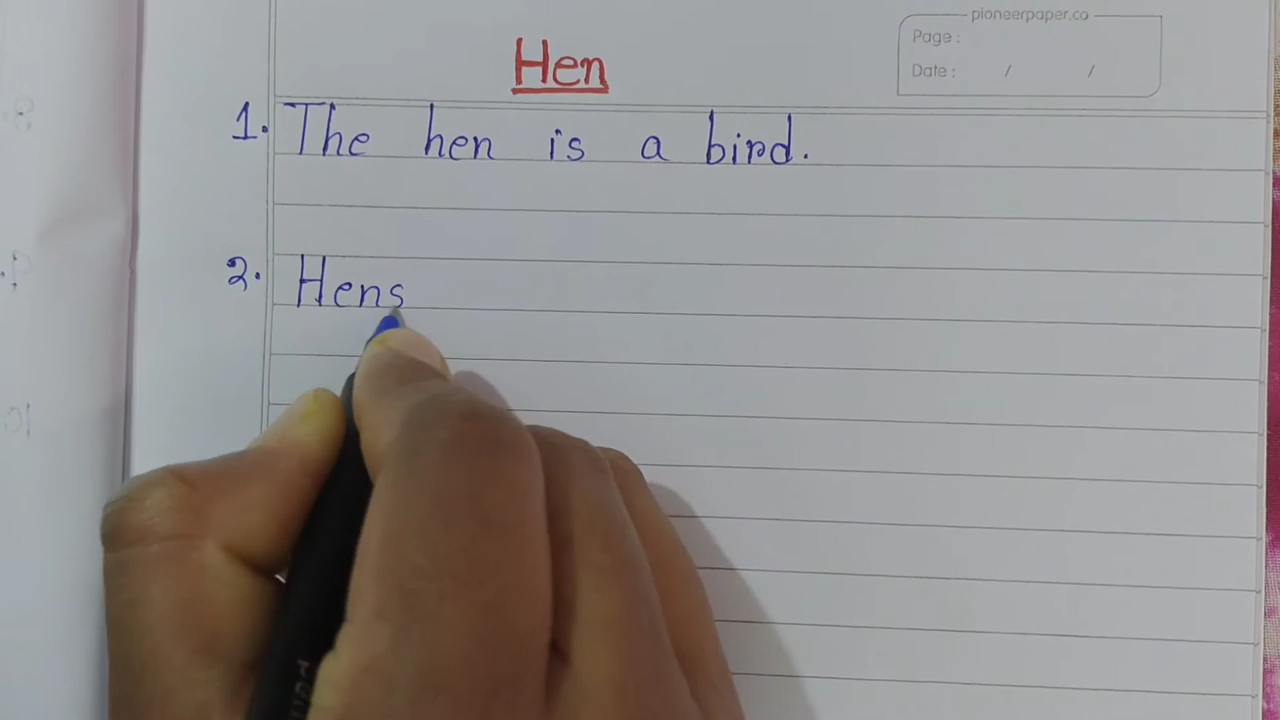 pioneerpaper.co
Page :
Date : / /
Hen
1. The hen is a bird.
2. Hens